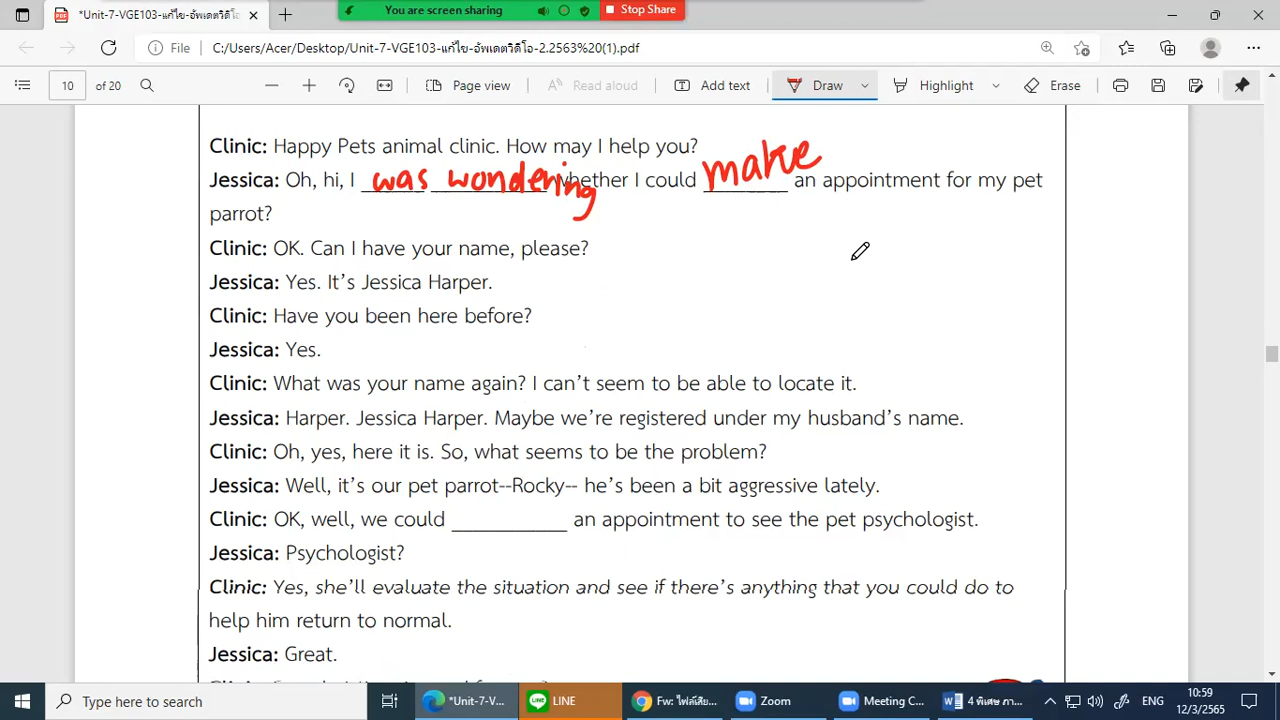 *Unit-7-VGE103-แก้ไข-อัพเดตวิดีโ
You are screen sharing
Stop Share
File
C:/Users/Acer/Desktop/Unit-7-VGE103-แก้ไข-อัพเดตวิดีโอ-2.2563%20(1).pdf
10 of 20
Page view
Read aloud
Add text
Draw
Highlight
Erase
Clinic: Happy Pets animal clinic. How may I help you?
Jessica: Oh, hi, I was wondering whether I could make an appointment for my pet
parrot?
Clinic: OK. Can I have your name, please?
Jessica: Yes. It's Jessica Harper.
Clinic: Have you been here before?
Jessica: Yes.
Clinic: What was your name again? I can't seem to be able to locate it.
Jessica: Harper. Jessica Harper. Maybe we're registered under my husband's name.
Clinic: Oh, yes, here it is. So, what seems to be the problem?
Jessica: Well, it's our pet parrot--Rocky-- he's been a bit aggressive lately.
Clinic: OK, well, we could ___________ an appointment to see the pet psychologist.
Jessica: Psychologist?
Clinic: Yes, she'll evaluate the situation and see if there's anything that you could do to
help him return to normal.
Jessica: Great.
Type here to search
*Unit-7-V...
LINE
Fw: ไฟล์เสีย...
Zoom
Meeting C...
4 พิเศษ ภา...
ENG
10:59
12/3/2565